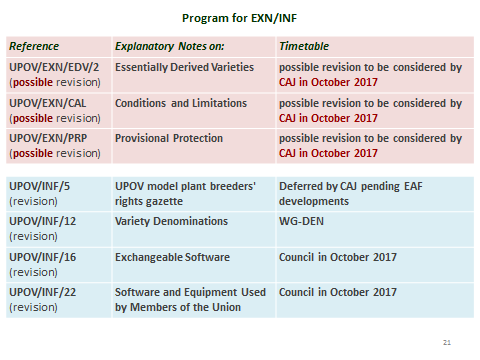 Program for EXN/INF
Reference Explanatory Notes on: Timetable
UPOV/EXN/EDV/2 Essentially Derived Varieties possible revision to be considered by
(possible revision) CAJ in October 2017
UPOV/EXN/CAL Conditions and Limitations possible revision to be considered by
(possible revision) CAJ in October 2017
UPOV/EXN/PRP Provisional Protection possible revision to be considered by
(possible revision) CAJ in October 2017
UPOV/INF/5 UPOV model plant breeders' Deferred by CAJ pending EAF
(revision) rights gazette developments
UPOV/INF/12 Variety Denominations WG-DEN
(revision)
UPOV/INF/16 Exchangeable Software Council in October 2017
(revision)
UPOV/INF/22 Software and Equipment Used Council in October 2017
(revision) by Members of the Union
21